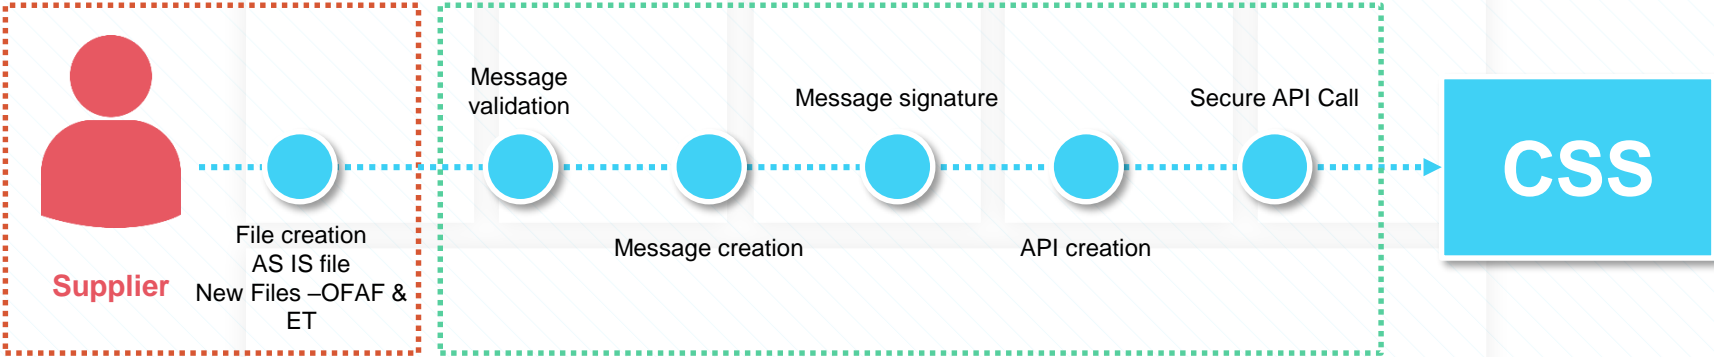 Supplier
File creation
AS IS file
New Files –OFAF &
ET
Message
validation
Message creation
Message signature
API creation
Secure API Call
CSS